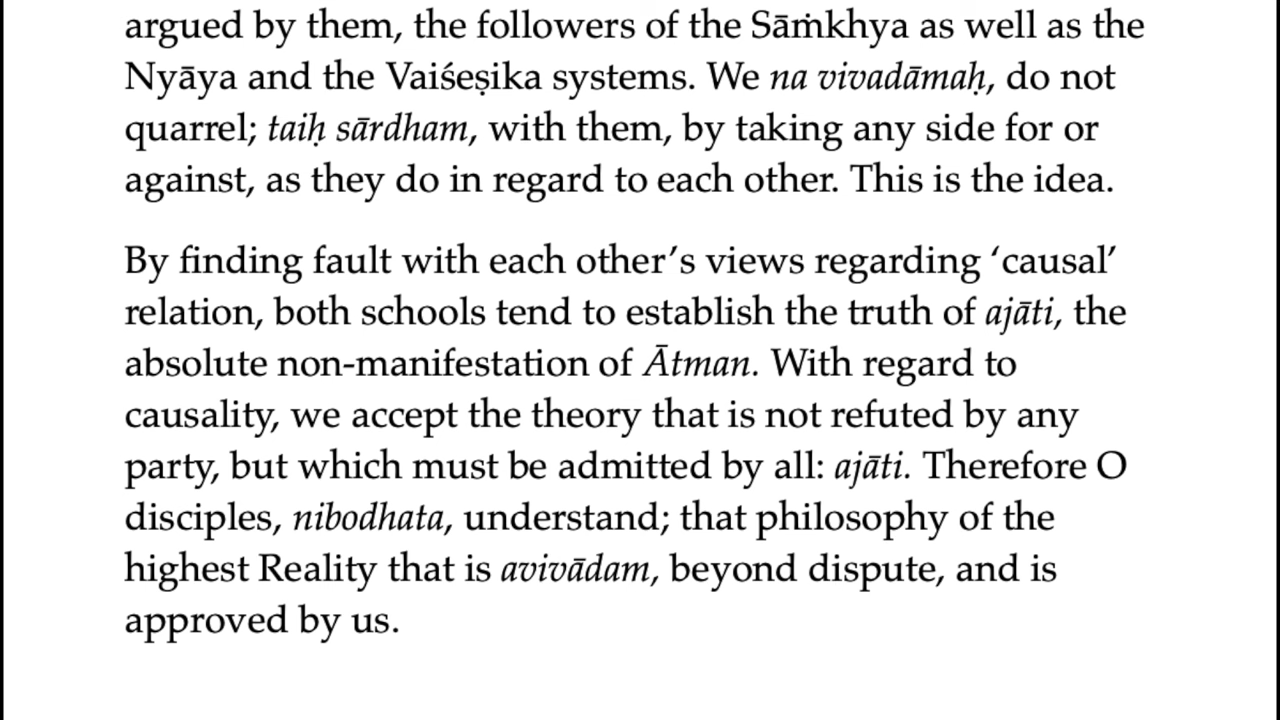 argued by them, the followers of the Sāṁkhya as well as the
Nyāya and the Vaiśeṣika systems. We na vivadāmaḥ, do not
quarrel; taiḥ sārdham, with them, by taking any side for or
against, as they do in regard to each other. This is the idea.
By finding fault with each other’s views regarding ‘causal’
relation, both schools tend to establish the truth of ajāti, the
absolute non-manifestation of Ātman. With regard to
causality, we accept the theory that is not refuted by any
party, but which must be admitted by all: ajāti. Therefore O
disciples, nibodhata, understand; that philosophy of the
highest Reality that is avivādam, beyond dispute, and is
approved by us.